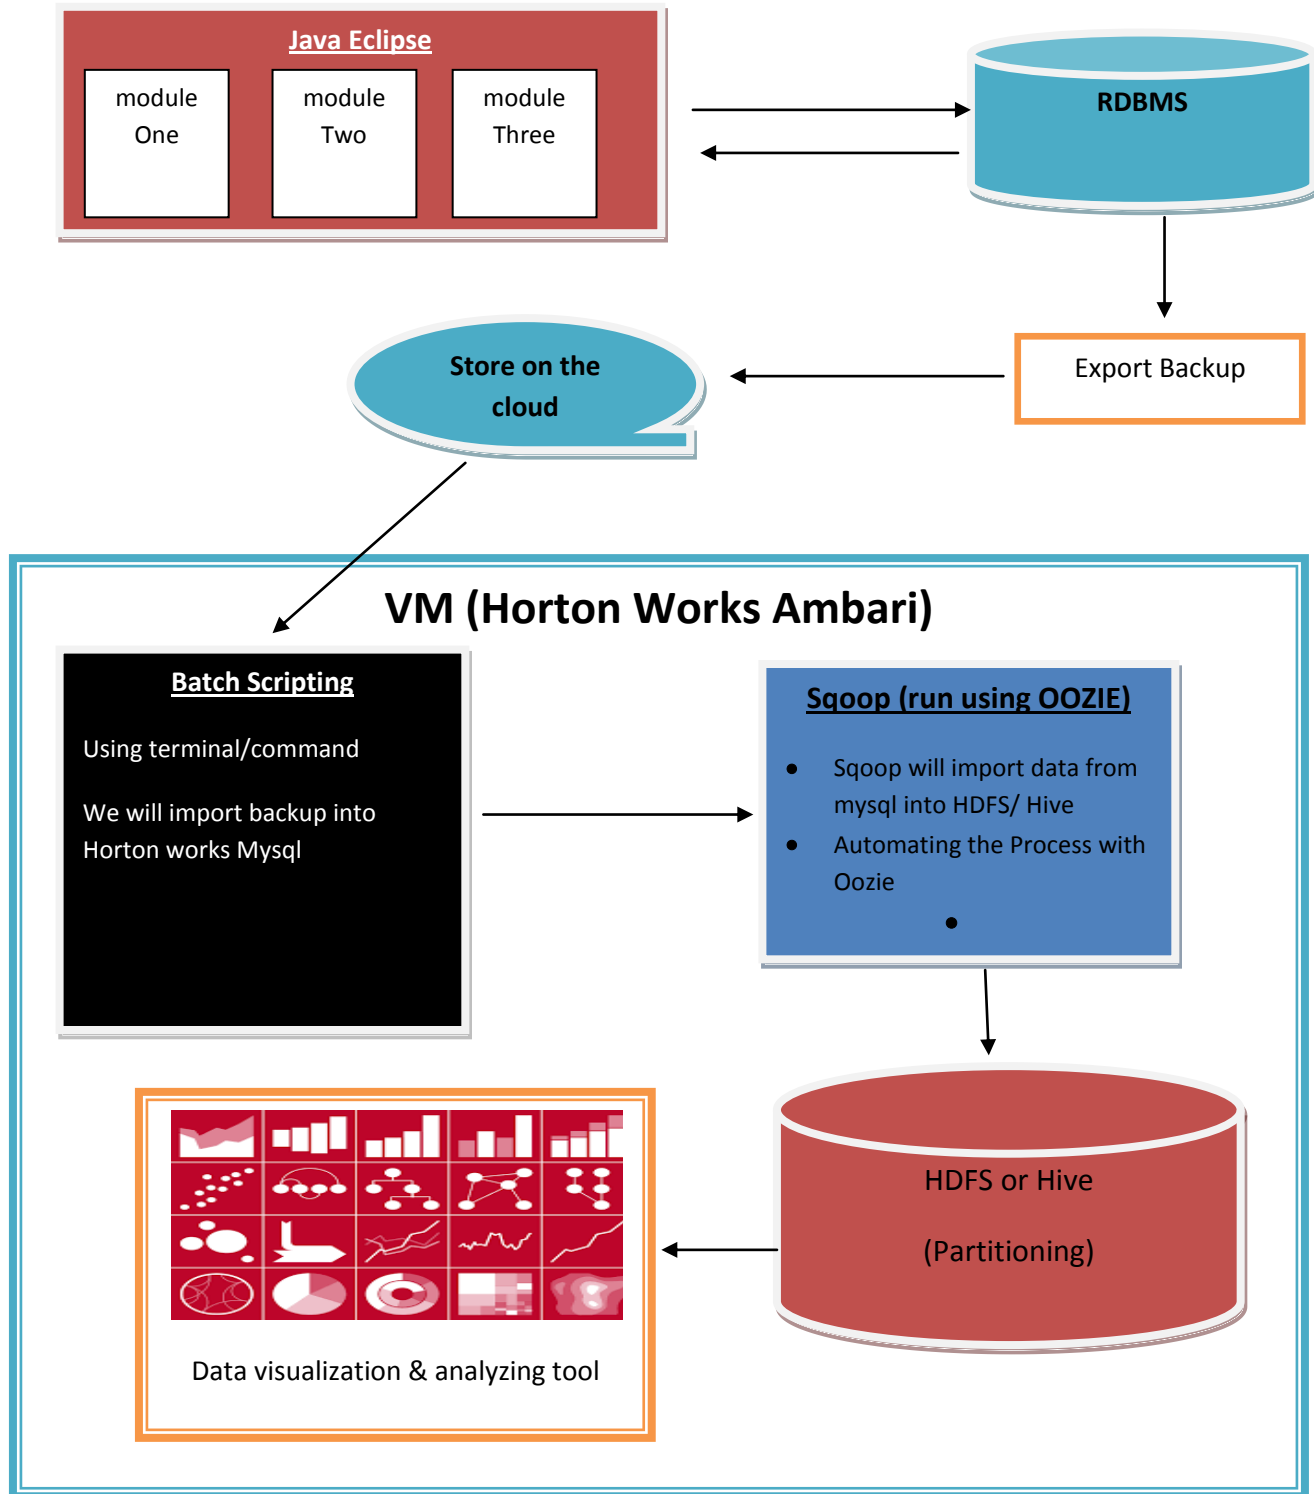 Java Eclipse
module
One
module
Two
module
Three
RDBMS
Export Backup
Store on the
cloud
VM (Horton Works Ambari)
Batch Scripting
Using terminal/command
We will import backup into
Horton works Mysql
Sqoop (run using OOZIE)
● Sqoop will import data from
mysql into HDFS/ Hive
● Automating the Process with
Oozie
●
HDFS or Hive
(Partitioning)
Data visualization & analyzing tool